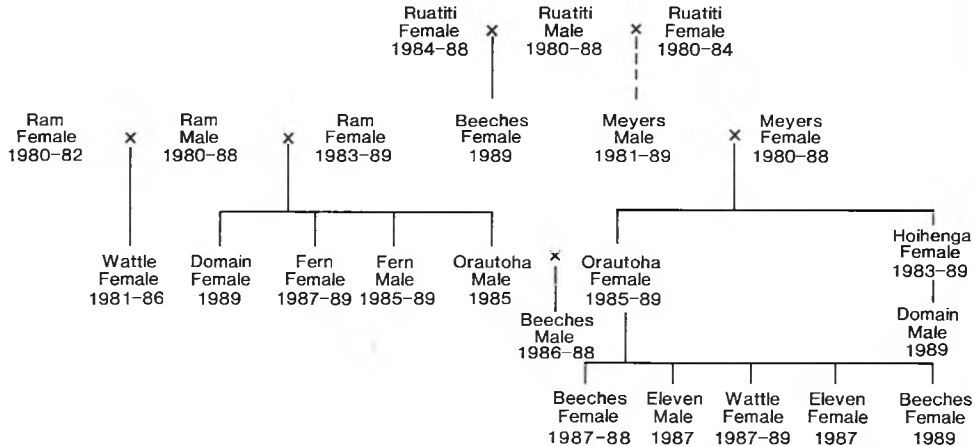 Ruatiti Female 1984-88
×
Ruatiti Male 1980-88
×
Ruatiti Female 1980-84
Ram Female 1980-82
×
Ram Male 1980-88
×
Ram Female 1983-89
Beeches Female 1989
Meyers Male 1981-89
×
Meyers Female 1980-88
Wattle Female 1981-86
Domain Female 1989
Fern Female 1987-89
Fern Male 1985-89
Orautoha Male 1985
×
Orautoha Female 1985-89
Hoihenga Female 1983-89
Beeches Male 1986-88
Domain Male 1989
Beeches Female 1987-88
Eleven Male 1987
Wattle Female 1987-89
Eleven Female 1987
Beeches Female 1989